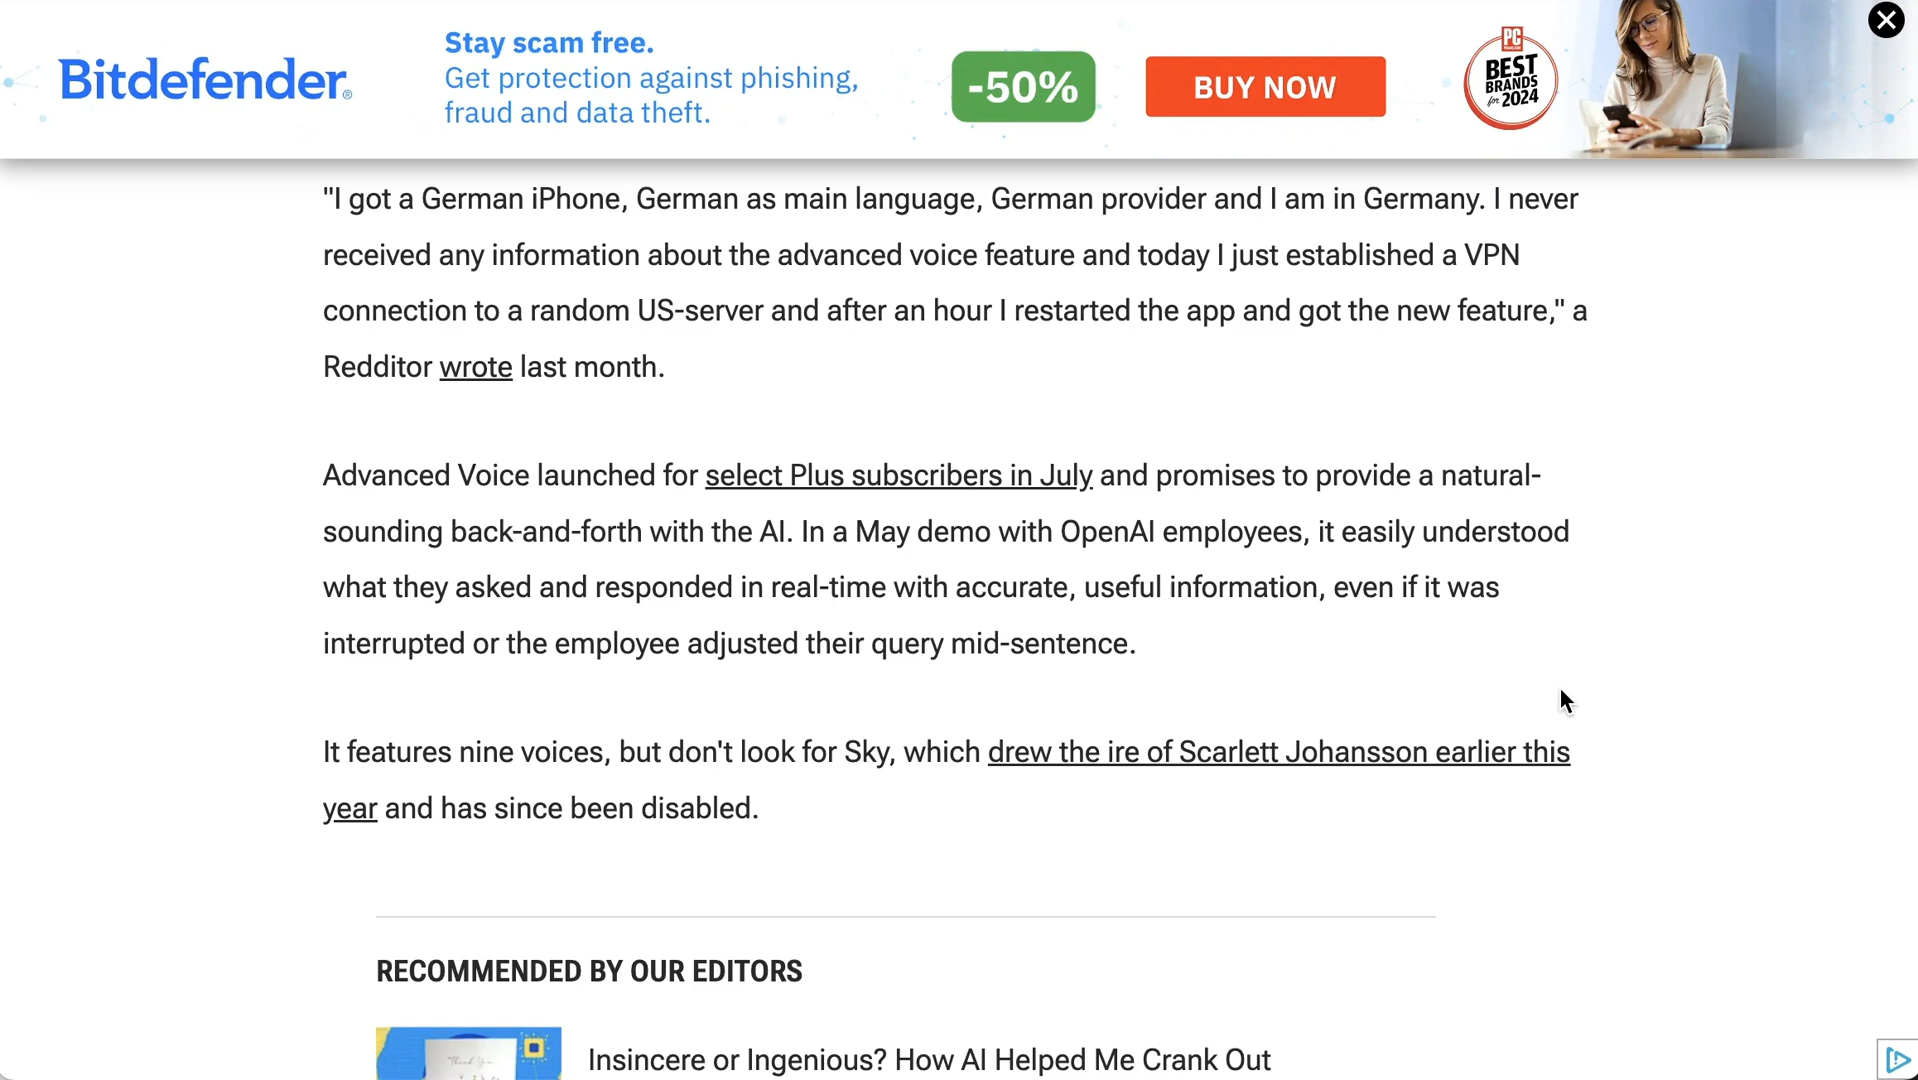 Bitdefender®
Stay scam free.
Get protection against phishing,
fraud and data theft.
-50%
BUY NOW
PC
BEST
BRANDS
for 2024
"I got a German iPhone, German as main language, German provider and I am in Germany. I never
received any information about the advanced voice feature and today I just established a VPN
connection to a random US-server and after an hour I restarted the app and got the new feature," a
Redditor wrote last month.
Advanced Voice launched for select Plus subscribers in July and promises to provide a natural-
sounding back-and-forth with the AI. In a May demo with OpenAI employees, it easily understood
what they asked and responded in real-time with accurate, useful information, even if it was
interrupted or the employee adjusted their query mid-sentence.
It features nine voices, but don't look for Sky, which drew the ire of Scarlett Johansson earlier this
year and has since been disabled.
RECOMMENDED BY OUR EDITORS
Thank You
Insincere or Ingenious? How AI Helped Me Crank Out